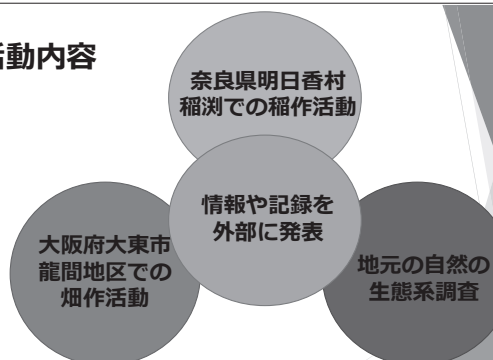 動内容
奈良県明日香村
稲渕での稲作活動
情報や記録を
外部に発表
大阪府大東市
龍間地区での
畑作活動
地元の自然の
生態系調査